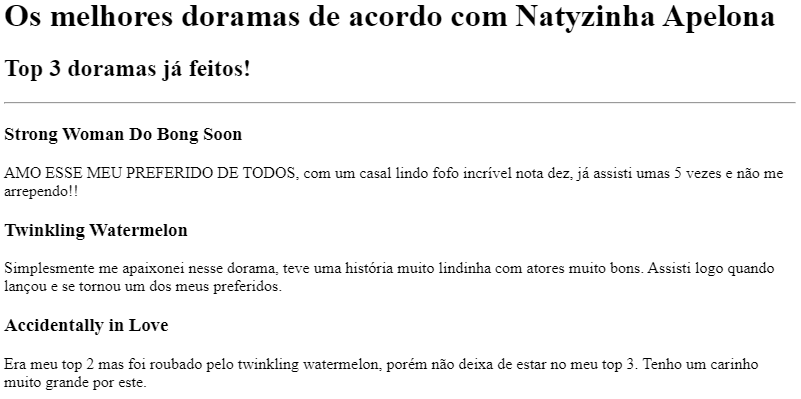 Os melhores doramas de acordo com Natyzinha Apelona
Top 3 doramas já feitos!
Strong Woman Do Bong Soon
AMO ESSE MEU PREFERIDO DE TODOS, com um casal lindo fofo incrível nota dez, já assisti umas 5 vezes e não me
arrependo!!
Twinkling Watermelon
Simplesmente me apaixonei nesse dorama, teve uma história muito lindinha com atores muito bons. Assisti logo quando
lançou e se tornou um dos meus preferidos.
Accidentally in Love
Era meu top 2 mas foi roubado pelo twinkling watermelon, porém não deixa de estar no meu top 3. Tenho um carinho
muito grande por este.